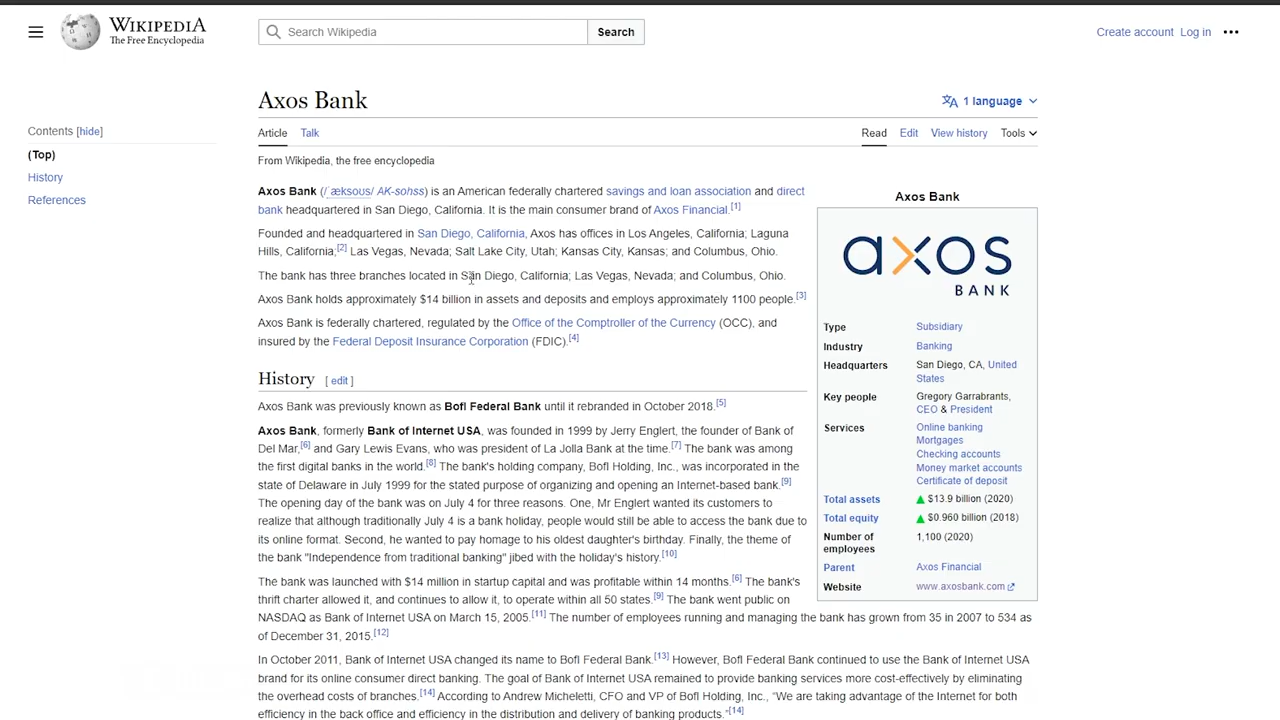 WIKIPEDIA
The Free Encyclopedia
Search Wikipedia
Search
Create account Log in
Axos Bank
1 language
Contents [hide]
(Top)
History
References
Article Talk
Read Edit View history Tools
From Wikipedia, the free encyclopedia
Axos Bank (/ˈæksoʊs/ AK-sohss) is an American federally chartered savings and loan association and direct
bank headquartered in San Diego, California. It is the main consumer brand of Axos Financial.[1]
Founded and headquartered in San Diego, California, Axos has offices in Los Angeles, California; Laguna
Hills, California;[2] Las Vegas, Nevada; Salt Lake City, Utah; Kansas City, Kansas; and Columbus, Ohio.
The bank has three branches located in San Diego, California; Las Vegas, Nevada; and Columbus, Ohio.
Axos Bank holds approximately $14 billion in assets and deposits and employs approximately 1100 people.[3]
Axos Bank is federally chartered, regulated by the Office of the Comptroller of the Currency (OCC), and
insured by the Federal Deposit Insurance Corporation (FDIC).[4]
History [ edit ]
Axos Bank was previously known as BofI Federal Bank until it rebranded in October 2018.[5]
Axos Bank, formerly Bank of Internet USA, was founded in 1999 by Jerry Englert, the founder of Bank of
Del Mar,[6] and Gary Lewis Evans, who was president of La Jolla Bank at the time.[7] The bank was among
the first digital banks in the world.[8] The bank's holding company, BofI Holding, Inc., was incorporated in the
state of Delaware in July 1999 for the stated purpose of organizing and opening an Internet-based bank.[9]
The opening day of the bank was on July 4 for three reasons. One, Mr Englert wanted its customers to
realize that although traditionally July 4 is a bank holiday, people would still be able to access the bank due to
its online format. Second, he wanted to pay homage to his oldest daughter's birthday. Finally, the theme of
the bank "Independence from traditional banking" jibed with the holiday's history.[10]
The bank was launched with $14 million in startup capital and was profitable within 14 months.[6] The bank's
thrift charter allowed it, and continues to allow it, to operate within all 50 states.[9] The bank went public on
NASDAQ as Bank of Internet USA on March 15, 2005.[11] The number of employees running and managing the bank has grown from 35 in 2007 to 534 as
of December 31, 2015.[12]
In October 2011, Bank of Internet USA changed its name to BofI Federal Bank.[13] However, BofI Federal Bank continued to use the Bank of Internet USA
brand for its online consumer direct banking. The goal of Bank of Internet USA remained to provide banking services more cost-effectively by eliminating
the overhead costs of branches.[14] According to Andrew Micheletti, CFO and VP of BofI Holding, Inc., "We are taking advantage of the Internet for both
efficiency in the back office and efficiency in the distribution and delivery of banking products."[14]
Axos Bank
axos
BANK
Type Subsidiary
Industry Banking
Headquarters San Diego, CA, United
States
Key people Gregory Garrabrants,
CEO & President
Services Online banking
Mortgages
Checking accounts
Money market accounts
Certificate of deposit
Total assets ▲ $13.9 billion (2020)
Total equity ▲ $0.960 billion (2018)
Number of 1,100 (2020)
employees
Parent Axos Financial
Website www.axosbank.com